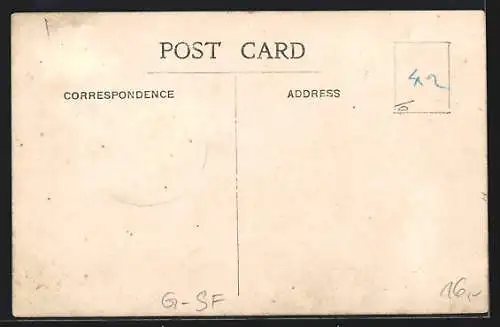 POST CARD
CORRESPONDENCE
ADDRESS
42
G-SF
16,-